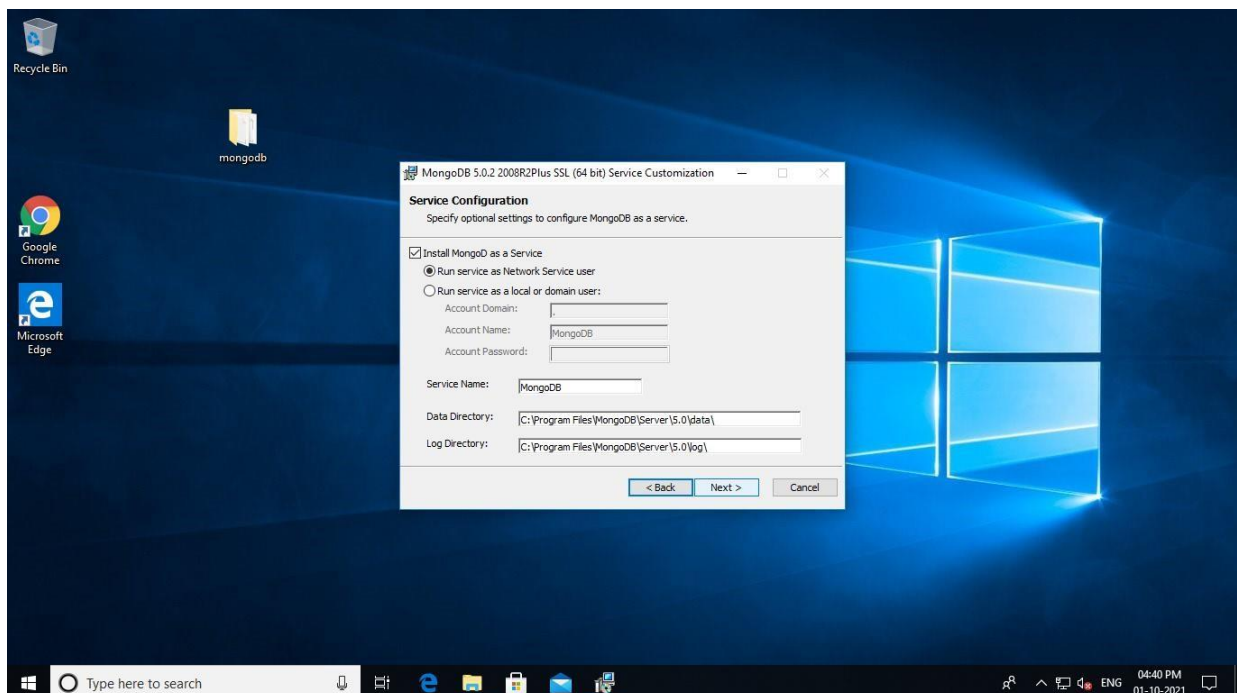 Recycle Bin
mongodb
Google
Chrome
Microsoft
Edge
MongoDB 5.0.2 2008R2Plus SSL (64 bit) Service Customization
Service Configuration
Specify optional settings to configure MongoDB as a service.
Install MongoD as a Service
Run service as Network Service user
Run service as a local or domain user:
Account Domain: .
Account Name: MongoDB
Account Password:
Service Name: MongoDB
Data Directory: C:\Program Files\MongoDB\Server\5.0\data\
Log Directory: C:\Program Files\MongoDB\Server\5.0\log\
< Back Next > Cancel
Type here to search
ENG
04:40 PM
01-10-2021